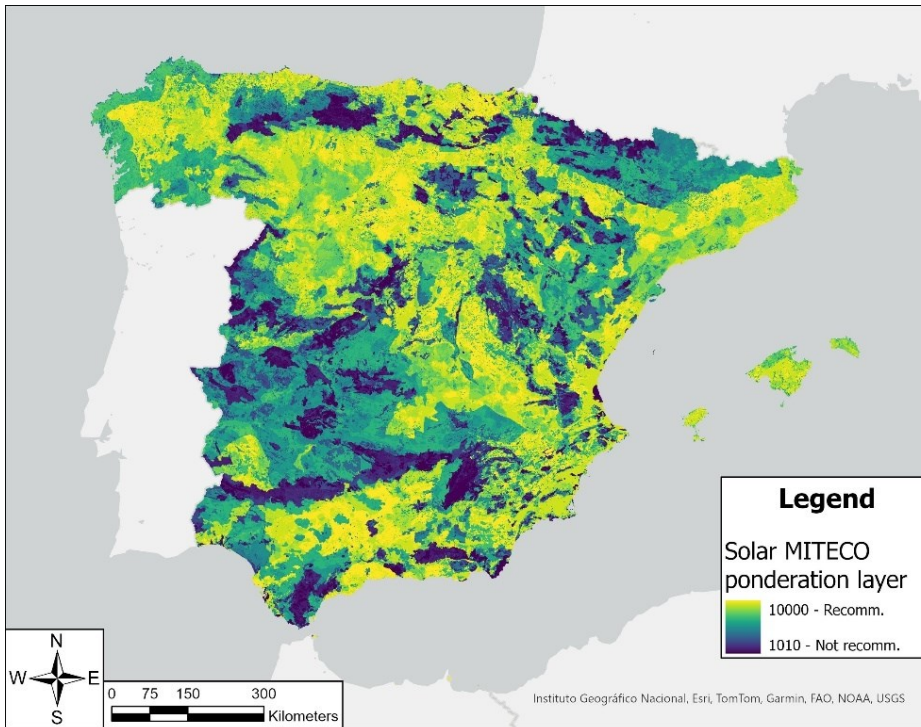 Legend
Solar MITECO
ponderation layer
10000 - Recomm.
1010 - Not recomm.
N
W E
S
0 75 150 300
Kilometers
Instituto Geográfico Nacional, Esri, TomTom, Garmin, FAO, NOAA, USGS